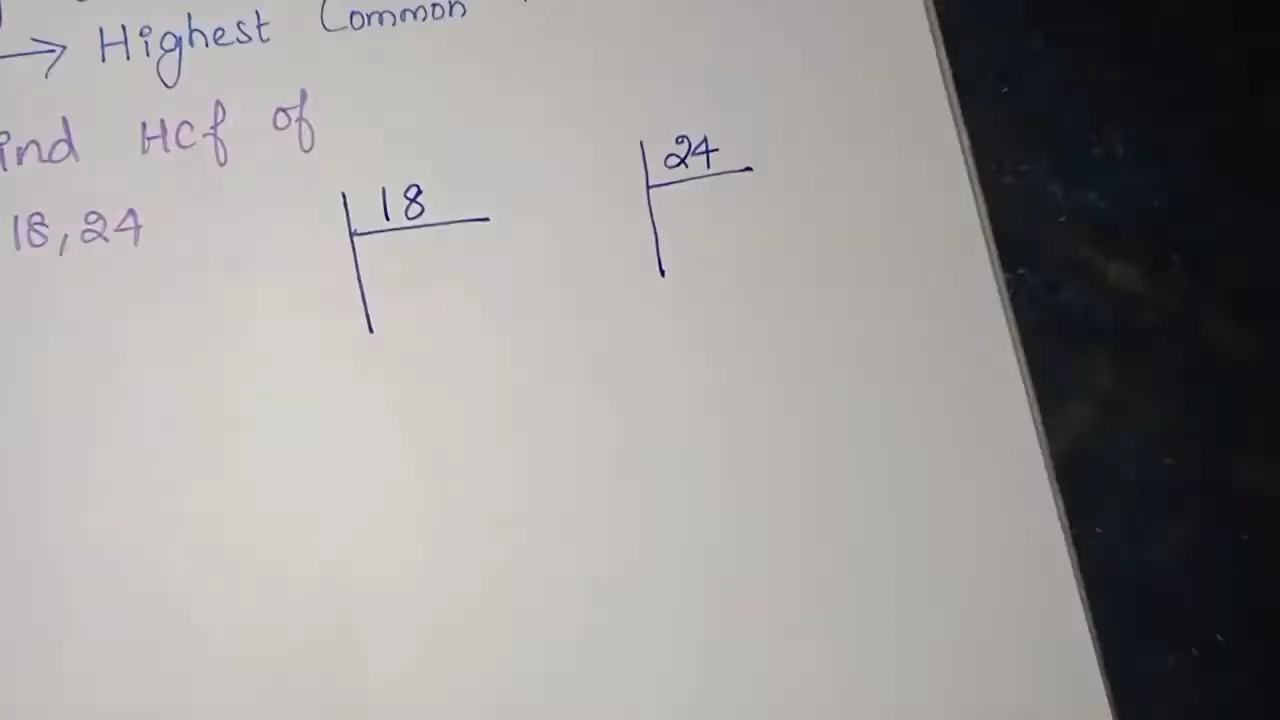 → Highest Common
ind HCf of
18, 24
18
24